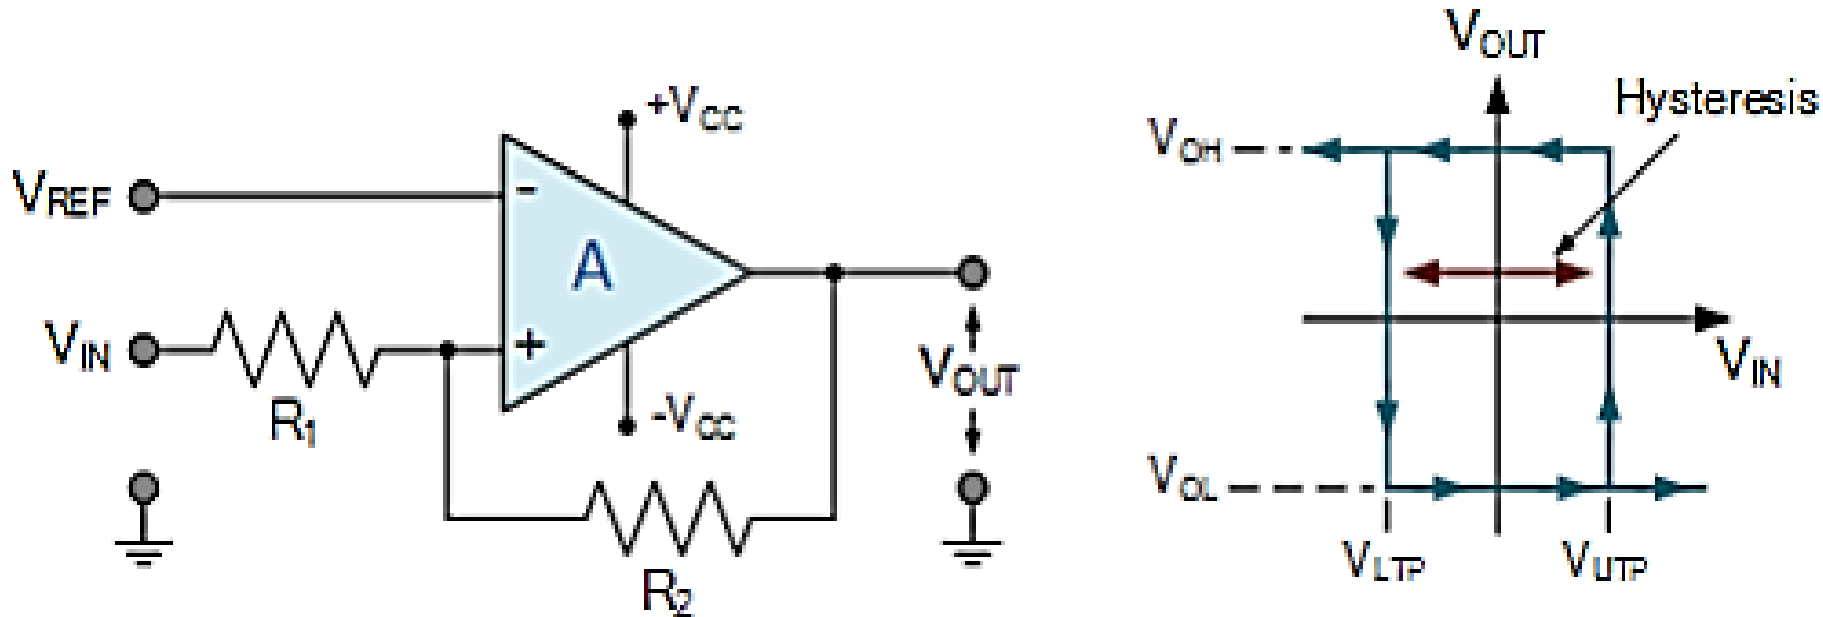 VREF
-
+VCC
A
VIN
+
-VCC
R1
R2
VOUT
VOUT
Hysteresis
VOH
VIN
VOL
VLTP
VUTP